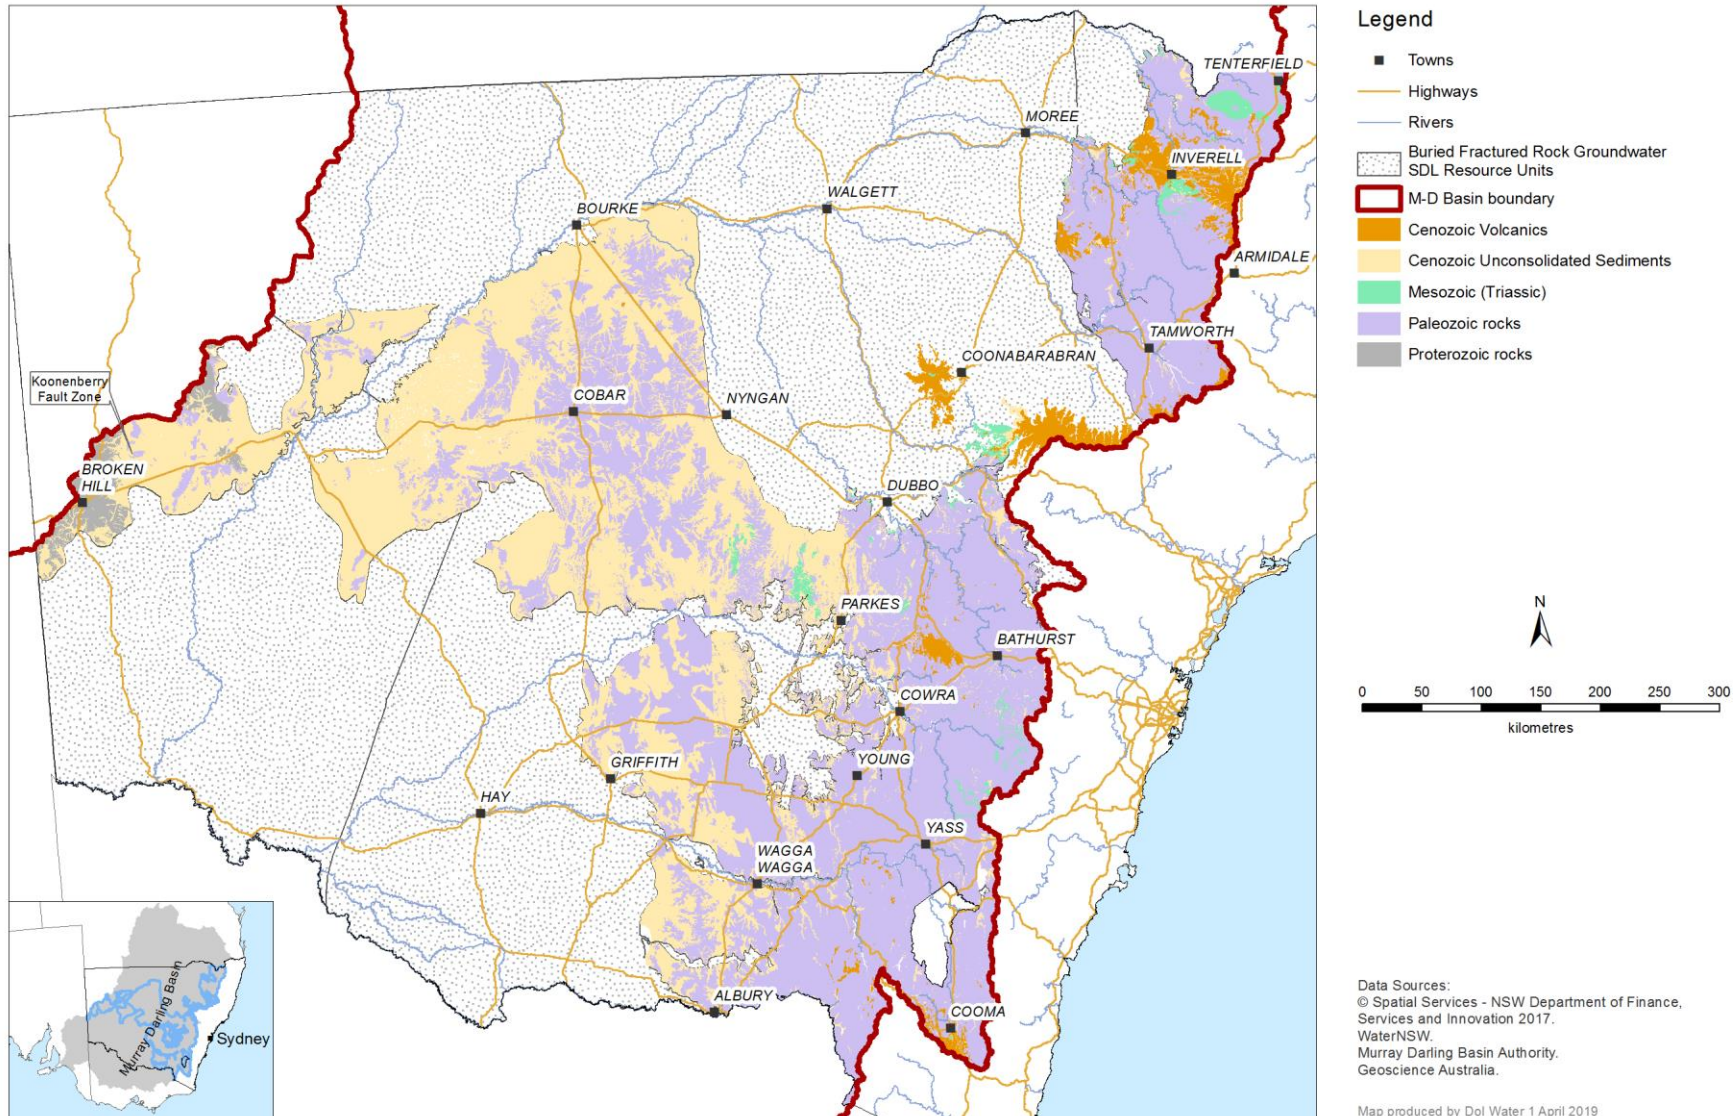 Legend
Towns
Highways
Rivers
Buried Fractured Rock Groundwater
SDL Resource Units
M-D Basin boundary
Cenozoic Volcanics
Cenozoic Unconsolidated Sediments
Mesozoic (Triassic)
Paleozoic rocks
Proterozoic rocks
TENTERFIELD
MOREE
INVERELL
WALGETT
BOURKE
ARMIDALE
TAMWORTH
COONABARABRAN
Koonenberry
Fault Zone
COBAR
NYNGAN
BROKEN
HILL
DUBBO
PARKES
BATHURST
COWRA
GRIFFITH
YOUNG
HAY
YASS
WAGGA
WAGGA
ALBURY
COOMA
Murray Darling Basin
Sydney
N
0 50 100 150 200 250 300
kilometres
Data Sources:
© Spatial Services - NSW Department of Finance,
Services and Innovation 2017.
WaterNSW.
Murray Darling Basin Authority.
Geoscience Australia.
Map produced by DoI Water 1 April 2019